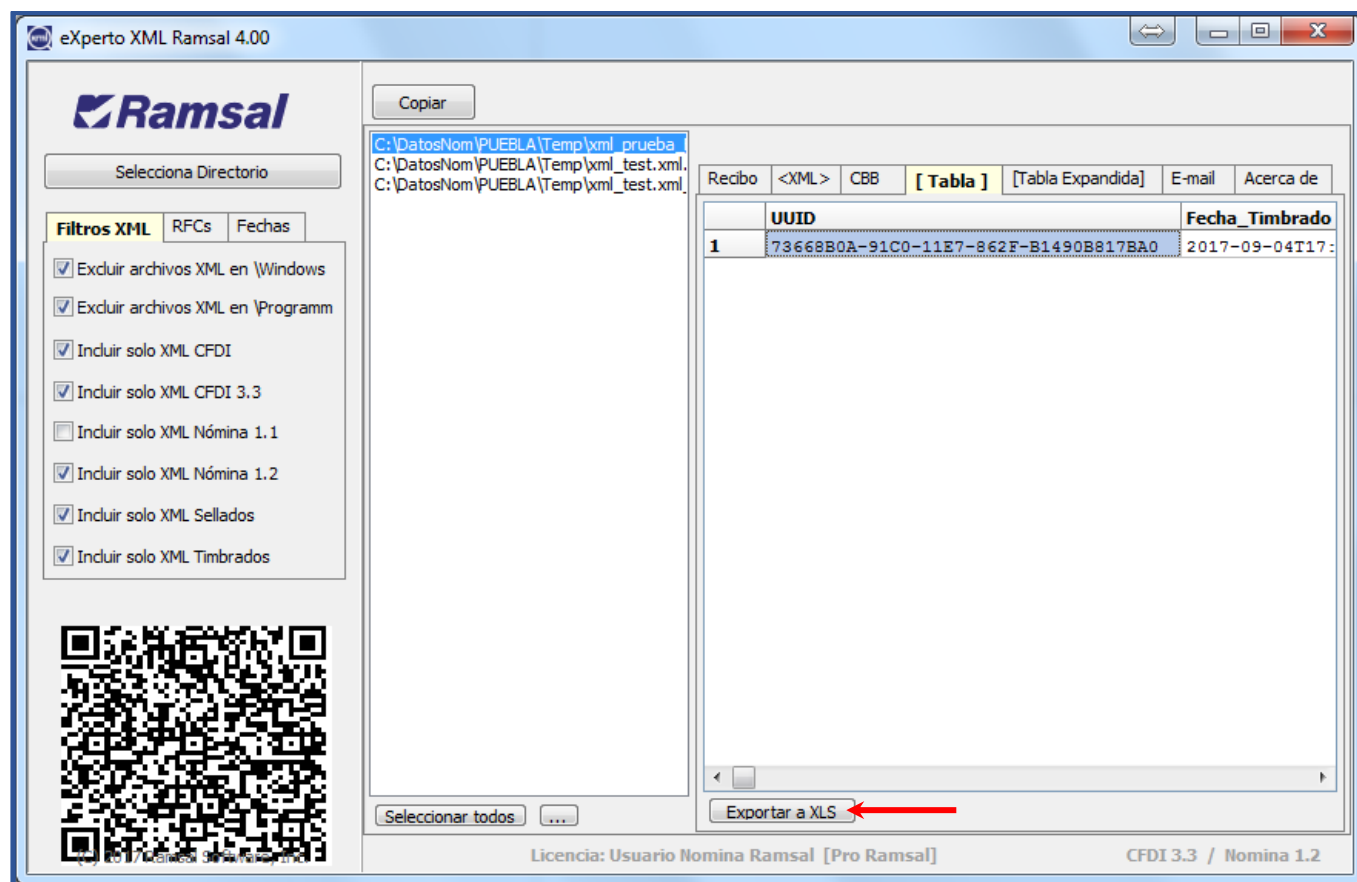 eXperto XML Ramsal 4.00
Ramsal
Selecciona Directorio
Filtros XML
RFCs
Fechas
Excluir archivos XML en \Windows
Excluir archivos XML en \Programm
Incluir solo XML CFDI
Incluir solo XML CFDI 3.3
Incluir solo XML Nómina 1.1
Incluir solo XML Nómina 1.2
Incluir solo XML Sellados
Incluir solo XML Timbrados
(C) 2017 Ramsal Software, Inc.
Copiar
C:\DatosNom\PUEBLA\Temp\xml_prueba_
C:\DatosNom\PUEBLA\Temp\xml_test.xml.
C:\DatosNom\PUEBLA\Temp\xml_test.xml_
Seleccionar todos
...
Recibo
<XML>
CBB
[ Tabla ]
[Tabla Expandida]
E-mail
Acerca de
UUID Fecha_Timbrado
1 73668B0A-91C0-11E7-862F-B1490B817BA0 2017-09-04T17:
Exportar a XLS
Licencia: Usuario Nomina Ramsal [Pro Ramsal]
CFDI 3.3 / Nomina 1.2